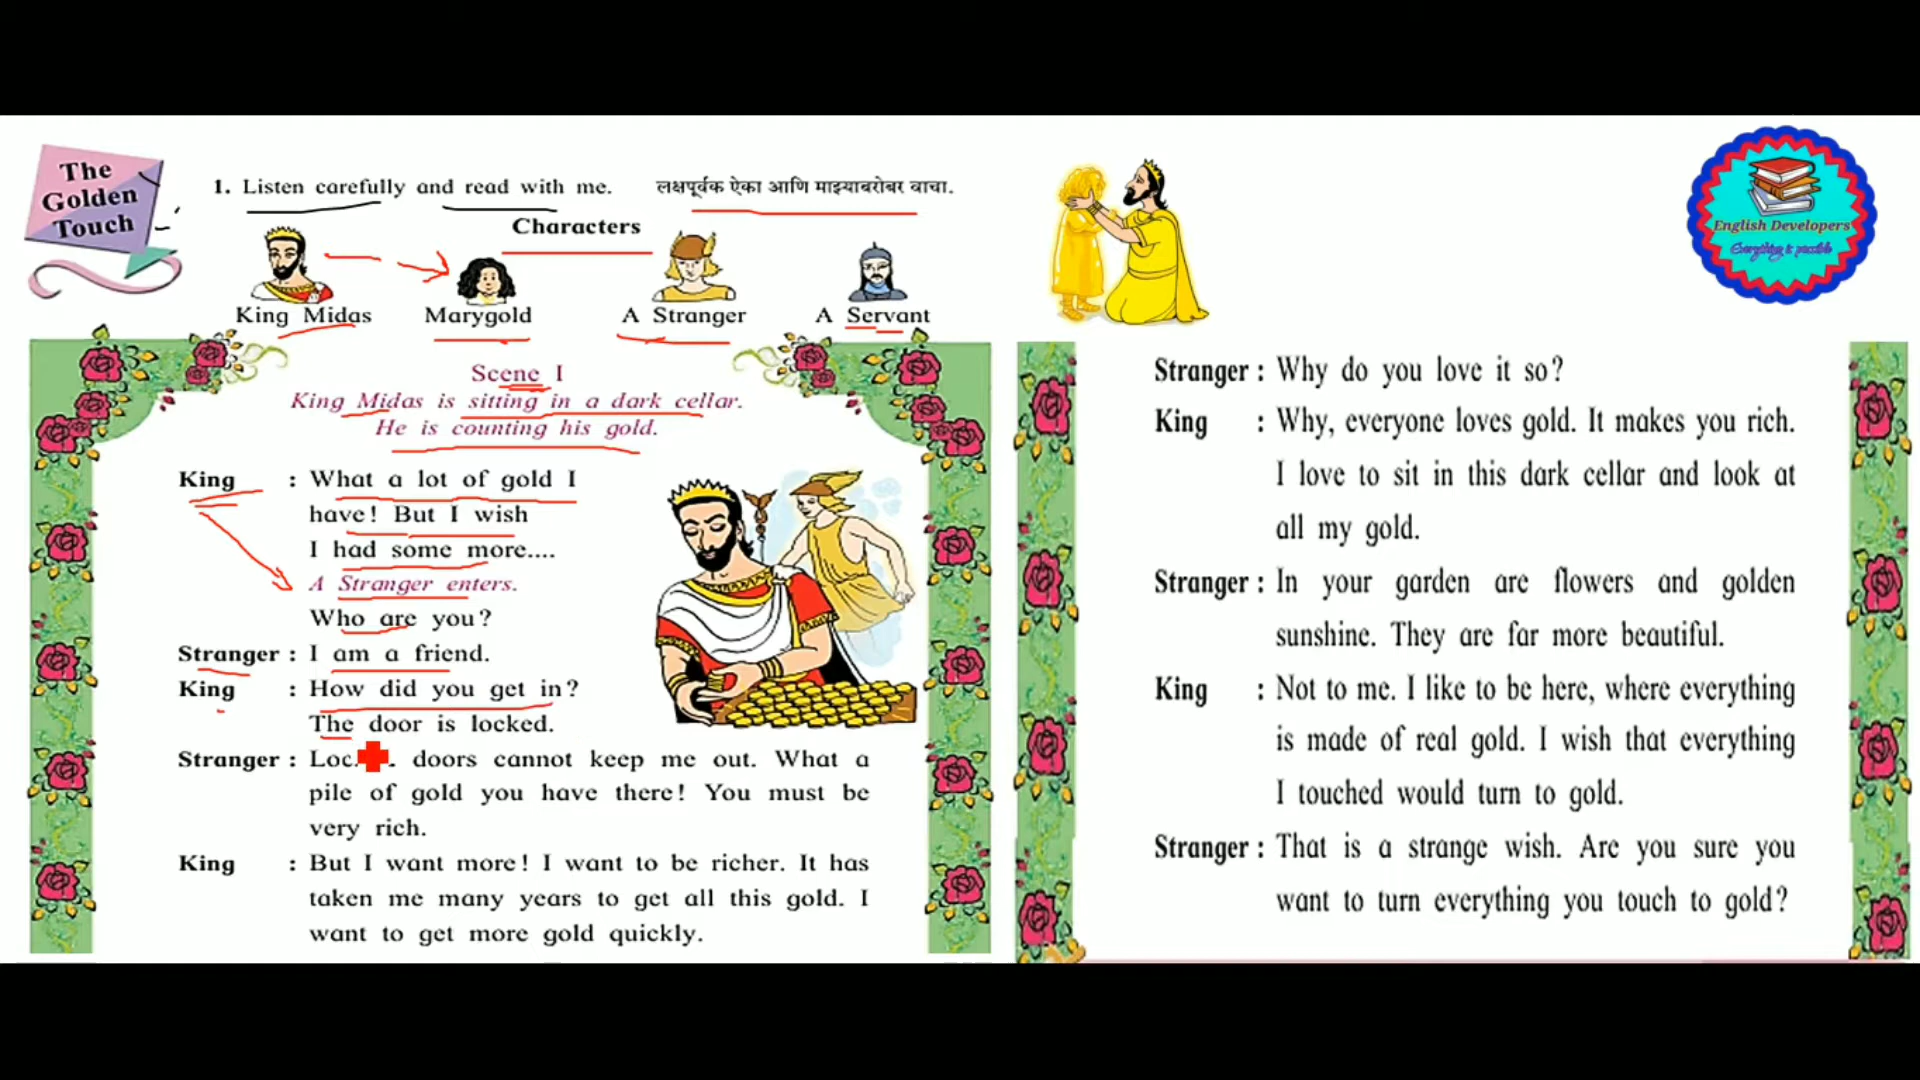 The
Golden
Touch
1. Listen carefully and read with me. लक्षपूर्वक ऐका आणि माझ्याबरोबर वाचा.
Characters
King Midas Marygold A Stranger A Servant
Scene I
King Midas is sitting in a dark cellar.
He is counting his gold.
King : What a lot of gold I
have! But I wish
I had some more....
A Stranger enters.
Who are you?
Stranger : I am a friend.
King : How did you get in?
The door is locked.
Stranger : doors cannot keep me out. What a
pile of gold you have there! You must be
very rich.
King : But I want more! I want to be richer. It has
taken me many years to get all this gold. I
want to get more gold quickly.
English Developers
Everything is possible
Stranger : Why do you love it so?
King : Why, everyone loves gold. It makes you rich.
I love to sit in this dark cellar and look at
all my gold.
Stranger : In your garden are flowers and golden
sunshine. They are far more beautiful.
King : Not to me. I like to be here, where everything
is made of real gold. I wish that everything
I touched would turn to gold.
Stranger : That is a strange wish. Are you sure you
want to turn everything you touch to gold?